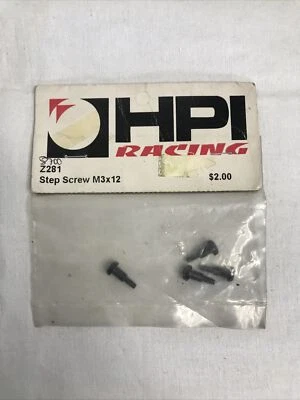 HPI
RACING
Z281
Step Screw M3x12
$2.00